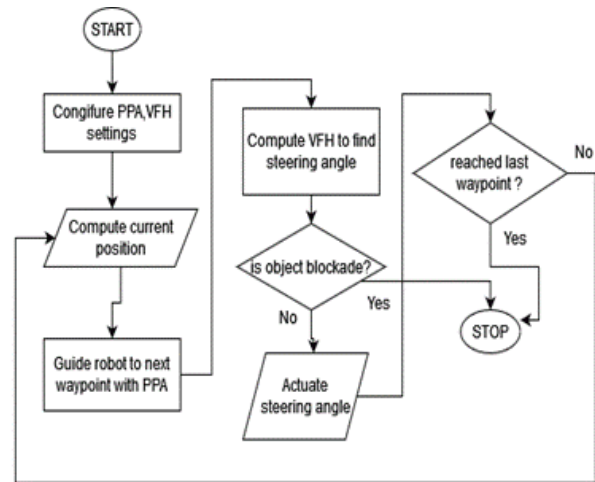 START
Congifure PPA,VFH
settings
Compute current
position
Guide robot to next
waypoint with PPA
Compute VFH to find
steering angle
is object blockade?
Yes
No
Actuate
steering angle
reached last
waypoint ?
No
Yes
STOP